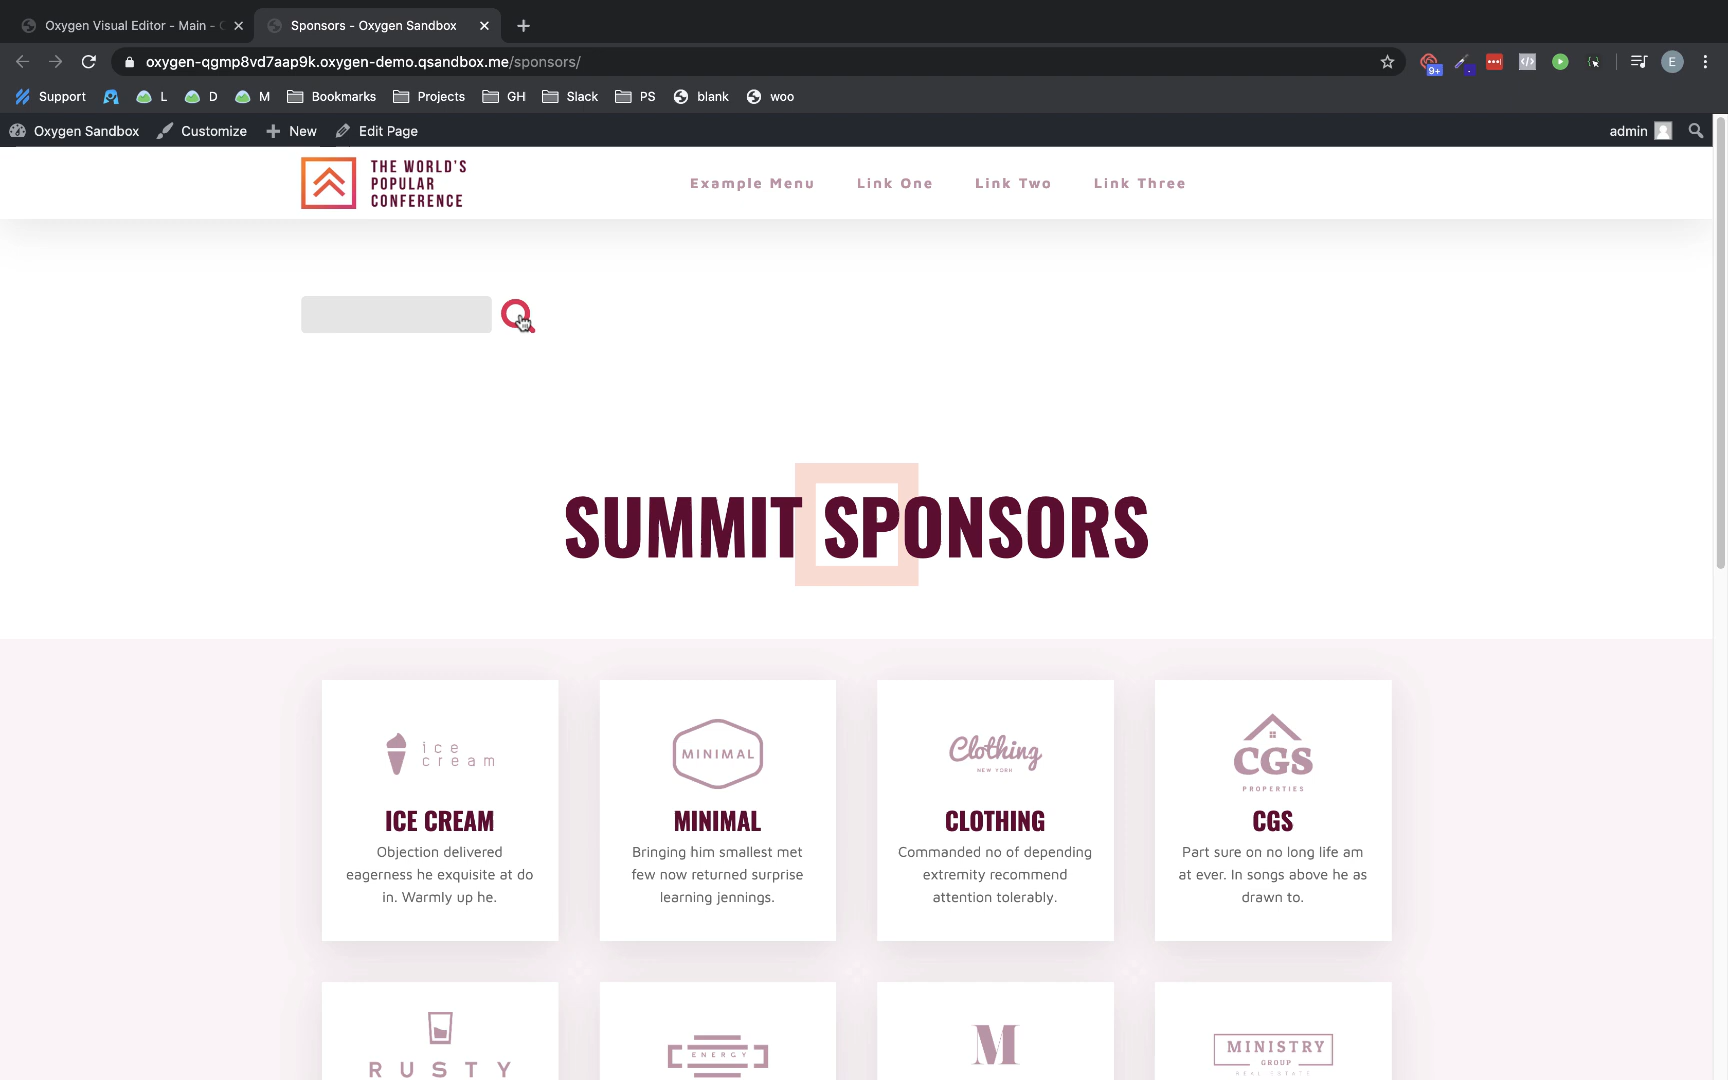 Oxygen Visual Editor - Main -
Sponsors - Oxygen Sandbox
oxygen-qgmp8vd7aap9k.oxygen-demo.qsandbox.me/sponsors/
9+
E
Support
L
D
M
Bookmarks
Projects
GH
Slack
PS
blank
woo
Oxygen Sandbox
Customize
New
Edit Page
admin
THE WORLD'S
POPULAR
CONFERENCE
Example Menu
Link One
Link Two
Link Three
SUMMIT SPONSORS
ice
cream
ICE CREAM
Objection delivered
eagerness he exquisite at do
in. Warmly up he.
MINIMAL
MINIMAL
Bringing him smallest met
few now returned surprise
learning jennings.
Clothing
NEW YORK
CLOTHING
Commanded no of depending
extremity recommend
attention tolerably.
CGS
PROPERTIES
CGS
Part sure on no long life am
at ever. In songs above he as
drawn to.
RUSTY
ENERGY
M
MINISTRY
GROUP
REAL ESTATE